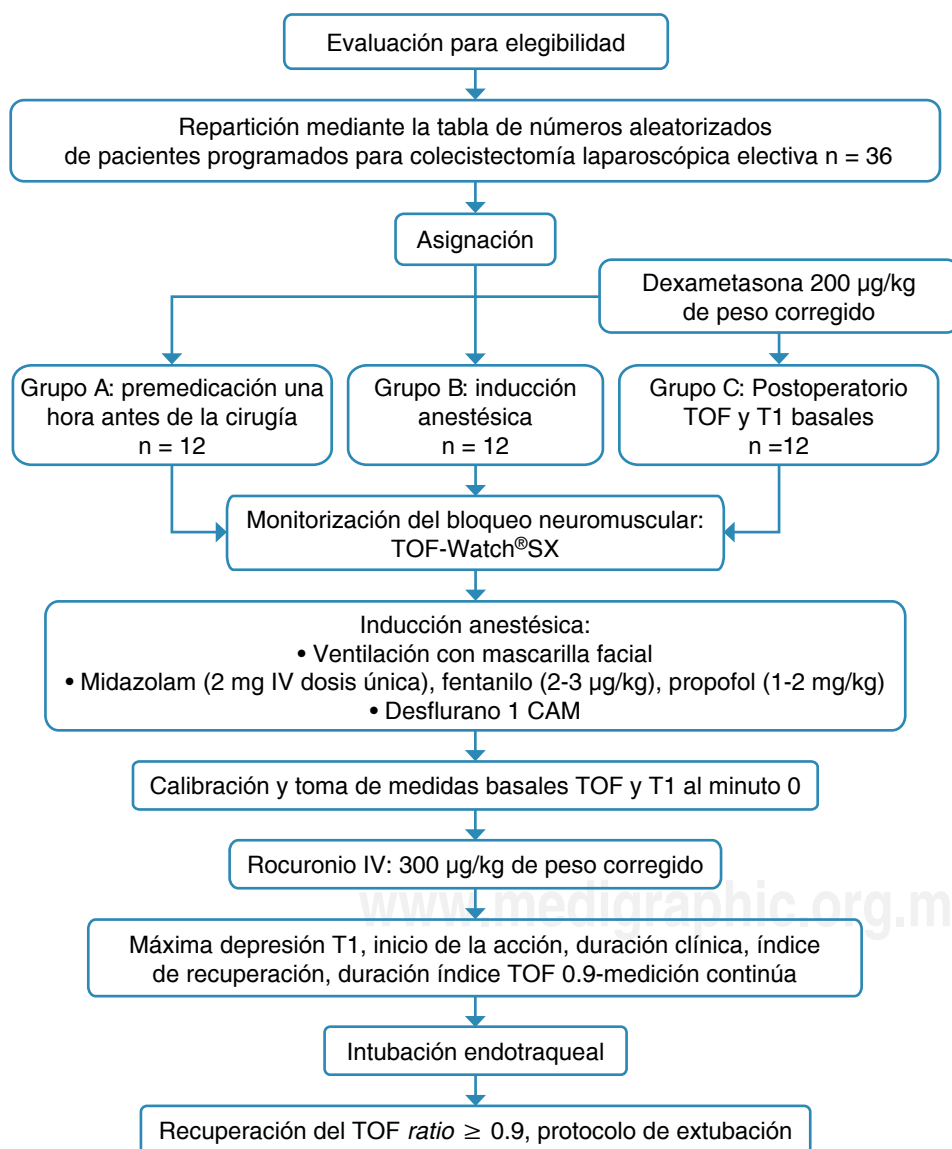 Evaluación para elegibilidad
Repartición mediante la tabla de números aleatorizados
de pacientes programados para colecistectomía laparoscópica electiva n = 36
Asignación
Dexametasona 200 µg/kg
de peso corregido
Grupo A: premedicación una
hora antes de la cirugía
n = 12
Grupo B: inducción
anestésica
n = 12
Grupo C: Postoperatorio
TOF y T1 basales
n =12
Monitorización del bloqueo neuromuscular:
TOF-Watch®SX
Inducción anestésica:
• Ventilación con mascarilla facial
• Midazolam (2 mg IV dosis única), fentanilo (2-3 µg/kg), propofol (1-2 mg/kg)
• Desflurano 1 CAM
Calibración y toma de medidas basales TOF y T1 al minuto 0
Rocuronio IV: 300 µg/kg de peso corregido
www.medigraphic.org.m
Máxima depresión T1, inicio de la acción, duración clínica, índice
de recuperación, duración índice TOF 0.9-medición continúa
Intubación endotraqueal
Recuperación del TOF ratio ≥ 0.9, protocolo de extubación